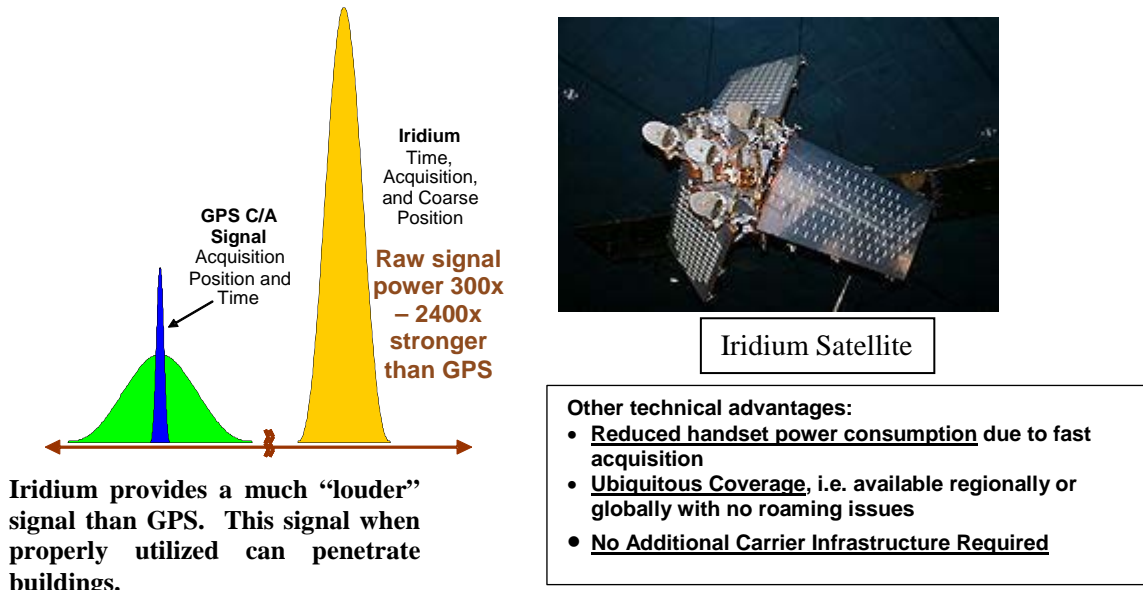 Iridium
Time,
Acquisition,
and Coarse
Position
GPS C/A
Signal
Acquisition
Position and
Time
Raw signal
power 300x
– 2400x
stronger
than GPS
Iridium provides a much “louder”
signal than GPS. This signal when
properly utilized can penetrate
buildings.
Iridium Satellite
Other technical advantages:
• Reduced handset power consumption due to fast
acquisition
• Ubiquitous Coverage, i.e. available regionally or
globally with no roaming issues
• No Additional Carrier Infrastructure Required